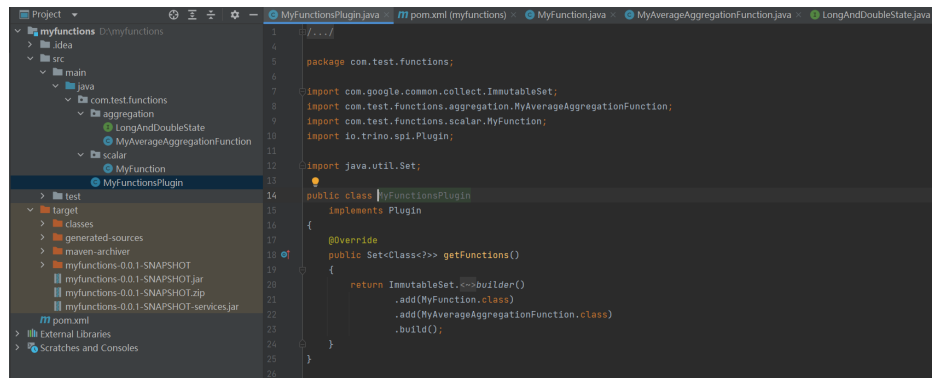 Project
MyFunctionsPlugin.java
pom.xml (myfunctions)
MyFunction.java
MyAverageAggregationFunction.java
LongAndDoubleState.java
myfunctions D:\myfunctions
.idea
src
main
java
com.test.functions
aggregation
LongAndDoubleState
MyAverageAggregationFunction
scalar
MyFunction
MyFunctionsPlugin
test
target
classes
generated-sources
maven-archiver
myfunctions-0.0.1-SNAPSHOT
myfunctions-0.0.1-SNAPSHOT.jar
myfunctions-0.0.1-SNAPSHOT.zip
myfunctions-0.0.1-SNAPSHOT-services.jar
pom.xml
External Libraries
Scratches and Consoles
1 /.../
4
5 package com.test.functions;
6
7 import com.google.common.collect.ImmutableSet;
8 import com.test.functions.aggregation.MyAverageAggregationFunction;
9 import com.test.functions.scalar.MyFunction;
10 import io.trino.spi.Plugin;
11
12 import java.util.Set;
13
14 public class MyFunctionsPlugin
15 implements Plugin
16 {
17 @Override
18 public Set<Class<?>> getFunctions()
19 {
20 return ImmutableSet.<~>builder()
21 .add(MyFunction.class)
22 .add(MyAverageAggregationFunction.class)
23 .build();
24 }
25 }
26